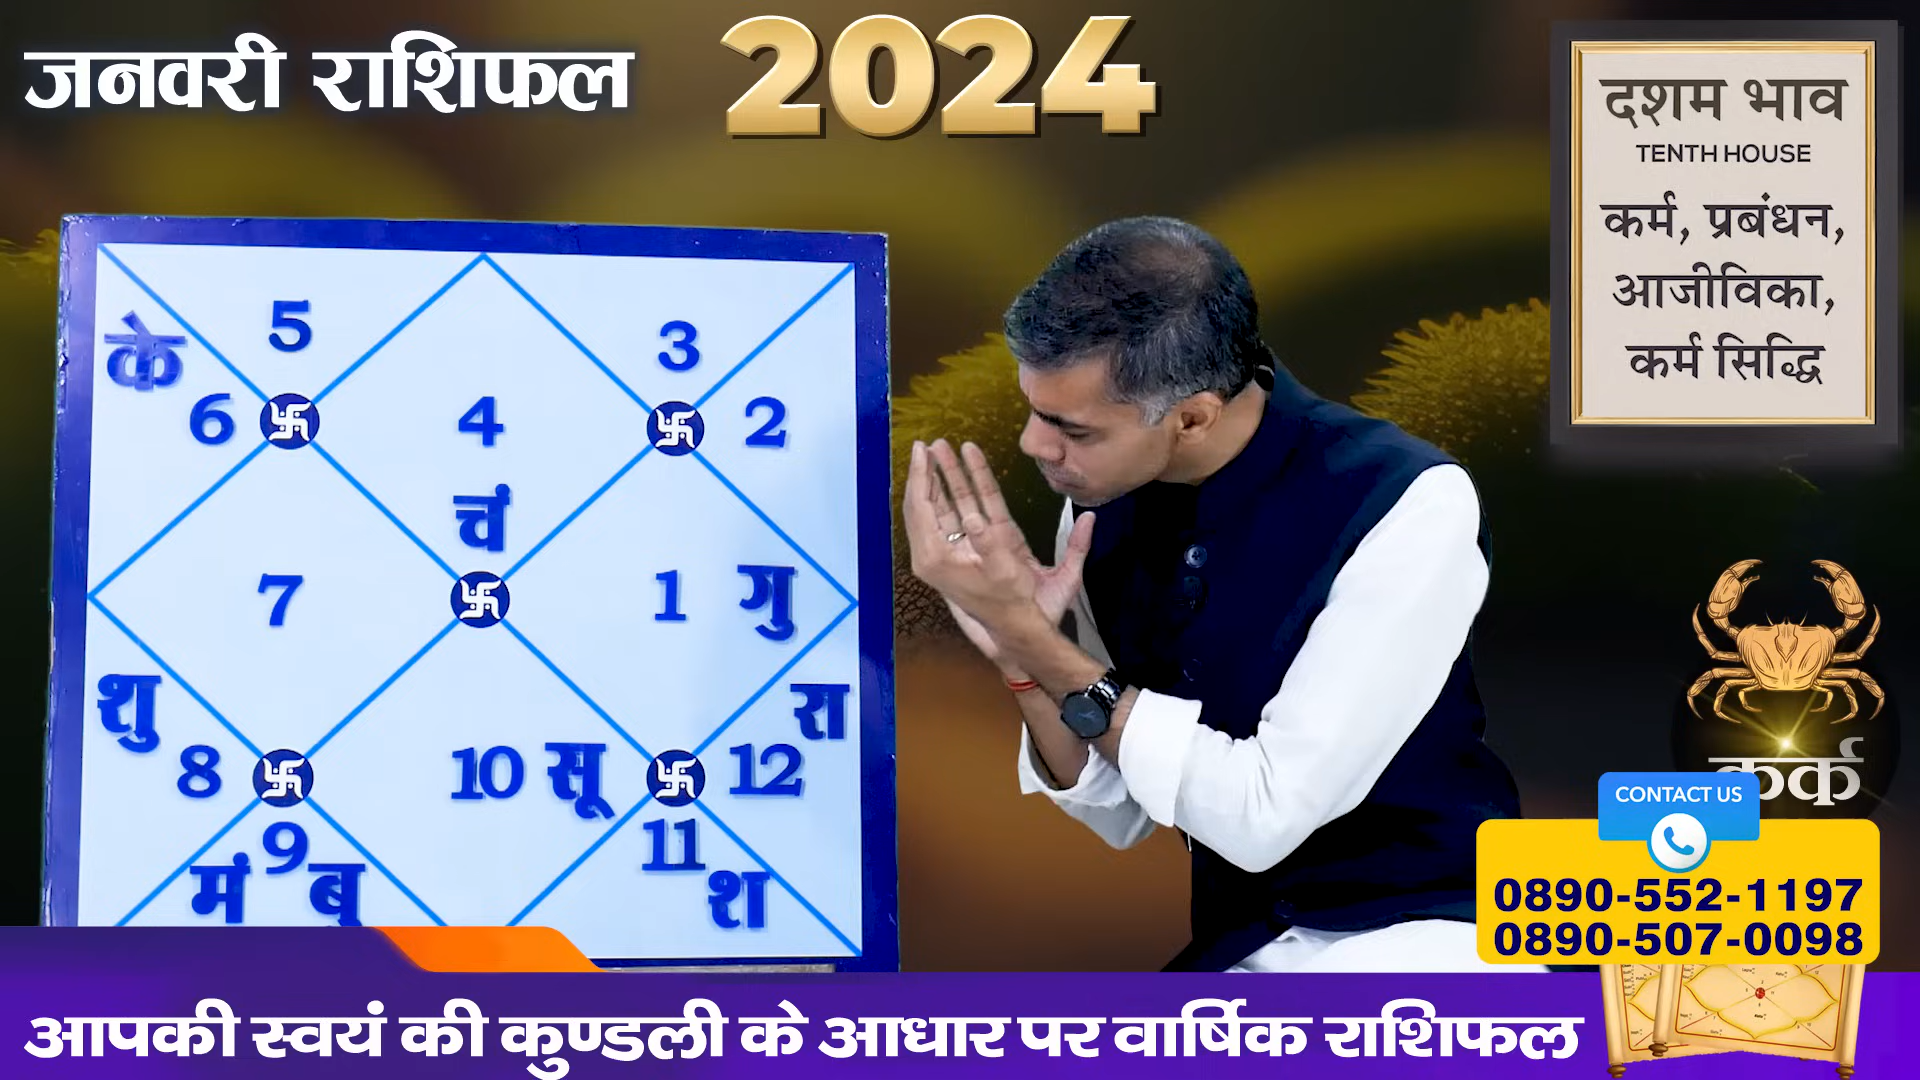 जनवरी राशिफल
2024
दशम भाव
TENTH HOUSE
कर्म, प्रबंधन,
आजीविका,
कर्म सिद्धि
5
3
के
6
4
2
चं
7
1 गु
शु
रा
8
10 सू
12
9
11
मं बु
श
कर्क
CONTACT US
0890-552-1197
0890-507-0098
आपकी स्वयं की कुण्डली के आधार पर वार्षिक राशिफल